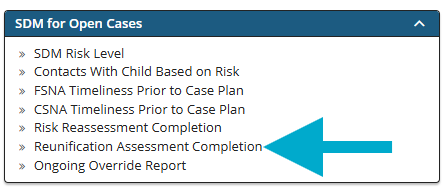 SDM for Open Cases
» SDM Risk Level
» Contacts With Child Based on Risk
» FSNA Timeliness Prior to Case Plan
» CSNA Timeliness Prior to Case Plan
» Risk Reassessment Completion
» Reunification Assessment Completion
» Ongoing Override Report